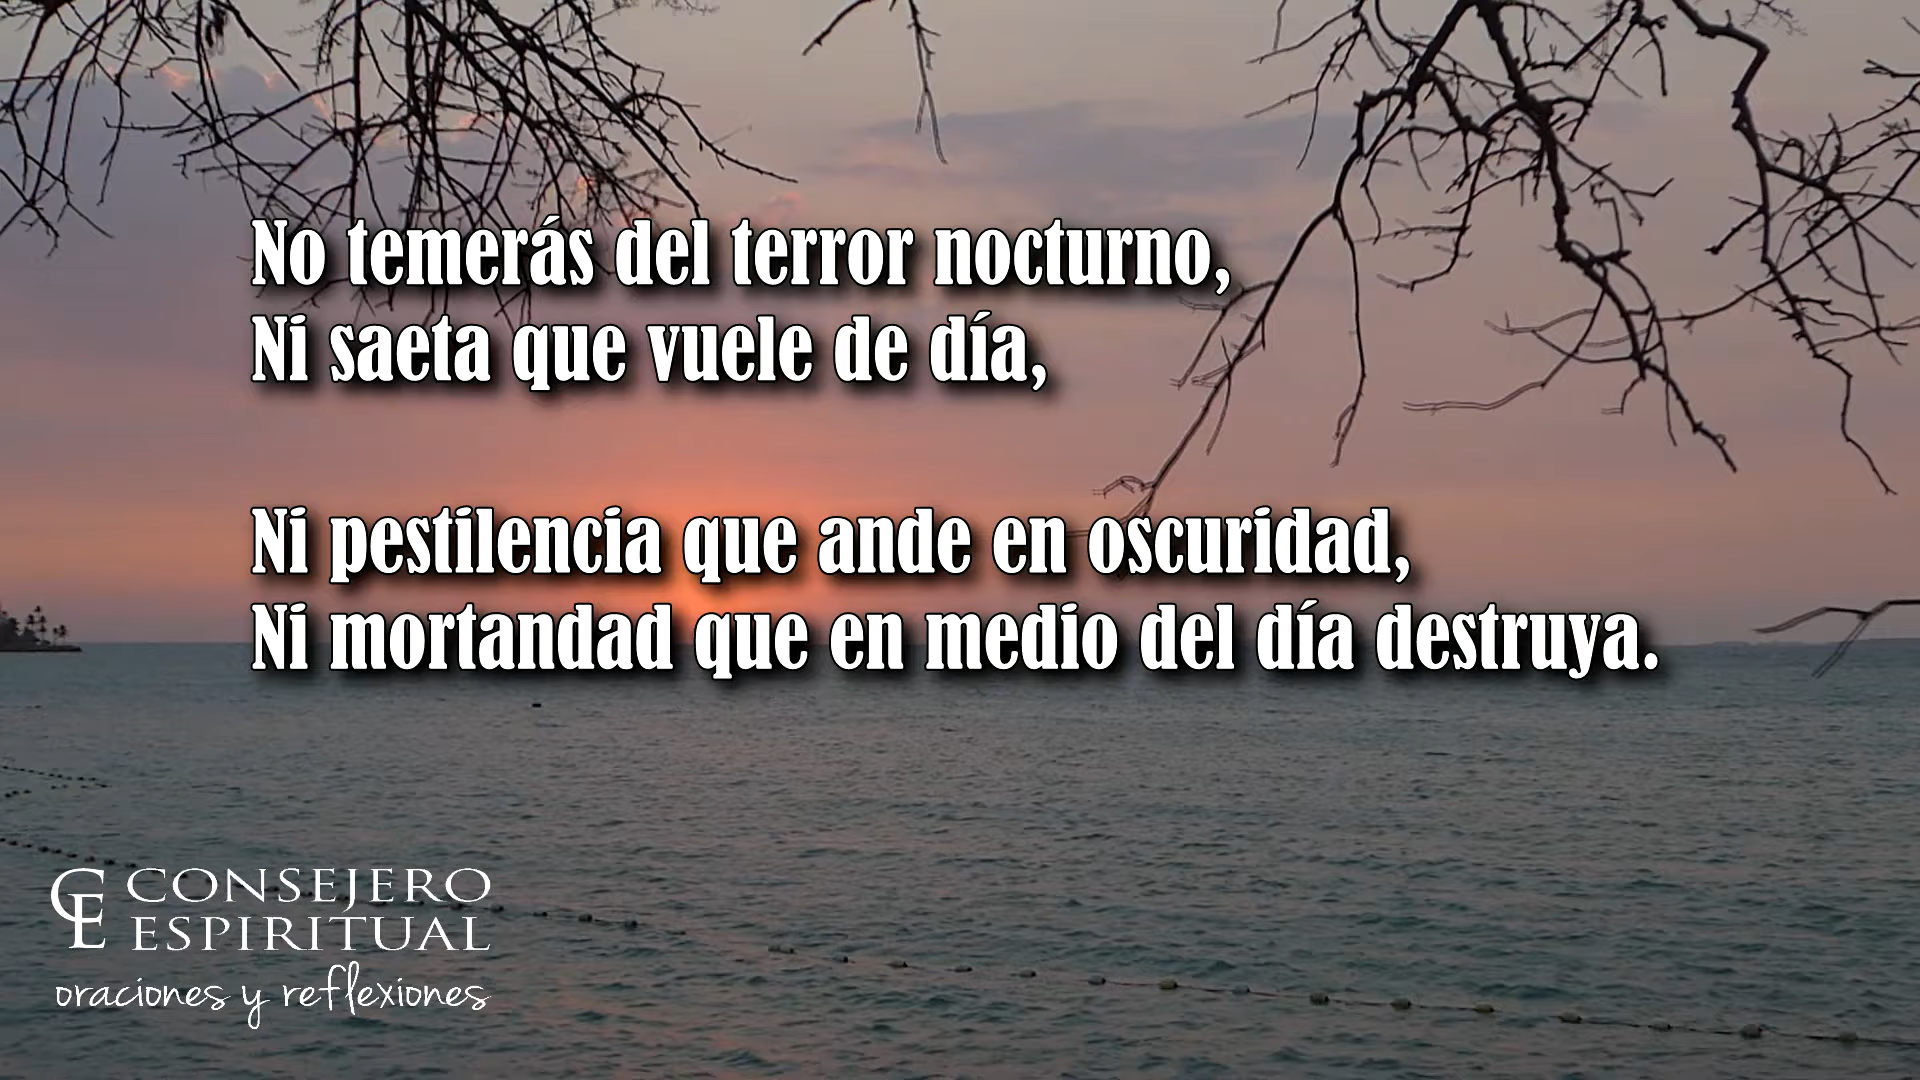 No temerás del terror nocturno,
Ni saeta que vuele de día,
Ni pestilencia que ande en oscuridad,
Ni mortandad que en medio del día destruya.
CE CONSEJERO
ESPIRITUAL
oraciones y reflexiones